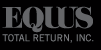 EQUUS
TOTAL RETURN, INC.